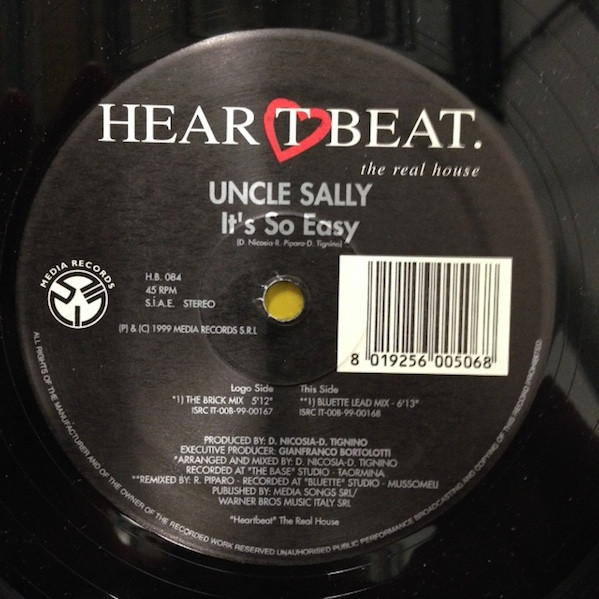 HEARTBEAT.
the real house
UNCLE SALLY
It's So Easy
(D. Nicosia-R. Piparo-D. Tignino)
MEDIA RECORDS
H.B. 084
45 RPM
S.I.A.E. STEREO
(P) & (C) 1999 MEDIA RECORDS S.R.L
8 019256 005068
Logo Side This Side
*1) THE BRICK MIX 5'12" **1) BLUETTE LEAD MIX - 6'13"
ISRC IT-00B-99-00167 ISRC IT-00B-99-00168
PRODUCED BY: D. NICOSIA-D. TIGNINO
EXECUTIVE PRODUCER: GIANFRANCO BORTOLOTTI
*ARRANGED AND MIXED BY: D. NICOSIA-D. TIGNINO
RECORDED AT "THE BASE" STUDIO - TAORMINA
**REMIXED BY: R. PIPARO - RECORDED AT "BLUETTE" STUDIO - MUSSOMELI
PUBLISHED BY: MEDIA SONGS SRL/
WARNER BROS MUSIC ITALY SRL
"Heartbeat" The Real House
ALL RIGHTS OF THE MANUFACTURER AND OF THE OWNER OF THE RECORDED WORK RESERVED UNAUTHORISED PUBLIC PERFORMANCE BROADCASTING AND COPYING OF THIS RECORD PROHIBITED.